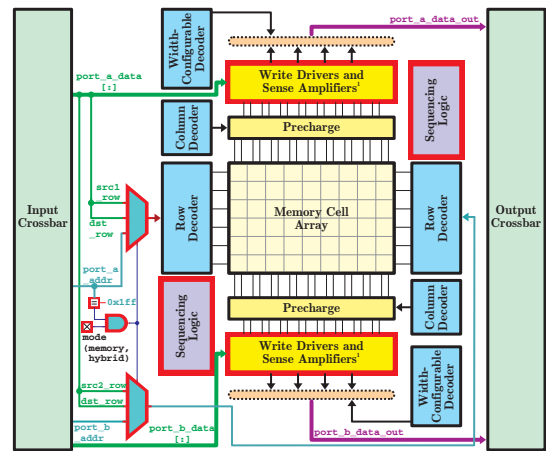 port_a_data_out
Width-
Configurable
Decoder
port_a_data
[:]
Write Drivers and
Sense Amplifiers¹
Sequencing
Logic
Column
Decoder
Precharge
src1
_row
dst
_row
Row
Decoder
Memory Cell
Array
Row
Decoder
Input
Crossbar
Output
Crossbar
port_a_
addr
=
0x1ff
mode
(memory,
hybrid)
Sequencing
Logic
Precharge
Column
Decoder
Write Drivers and
Sense Amplifiers¹
Width-
Configurable
Decoder
src2_row
dst_row
port_b
_addr
port_b_data
[:]
port_b_data_out